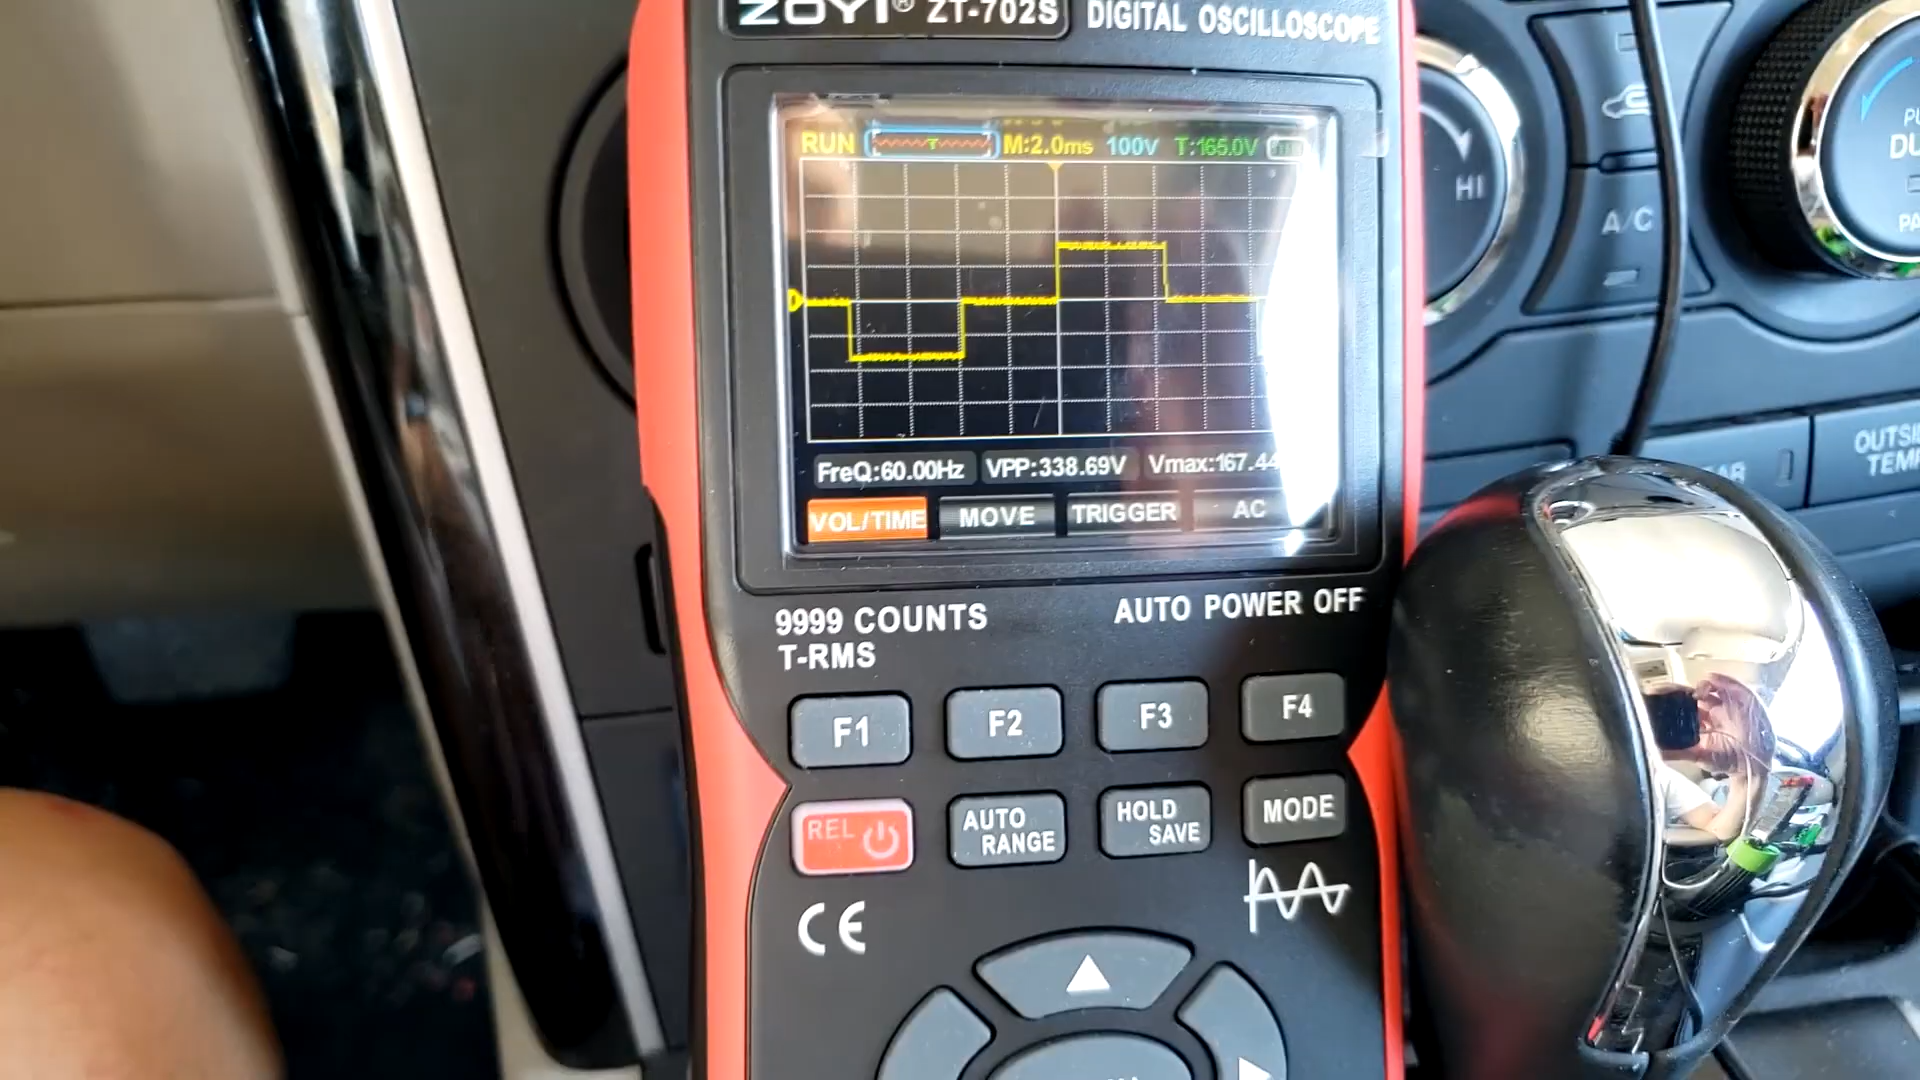 ZOYI® ZT-702S DIGITAL OSCILLOSCOPE
RUN T M:2.0ms 100V T:165.0V
FreQ:60.00Hz VPP:338.69V Vmax:167.44
VOL/TIME MOVE TRIGGER AC
9999 COUNTS
T-RMS
AUTO POWER OFF
F1 F2 F3 F4
REL
AUTO
RANGE
HOLD
SAVE
MODE
CE
HI
A/C
OUTSI
TEM